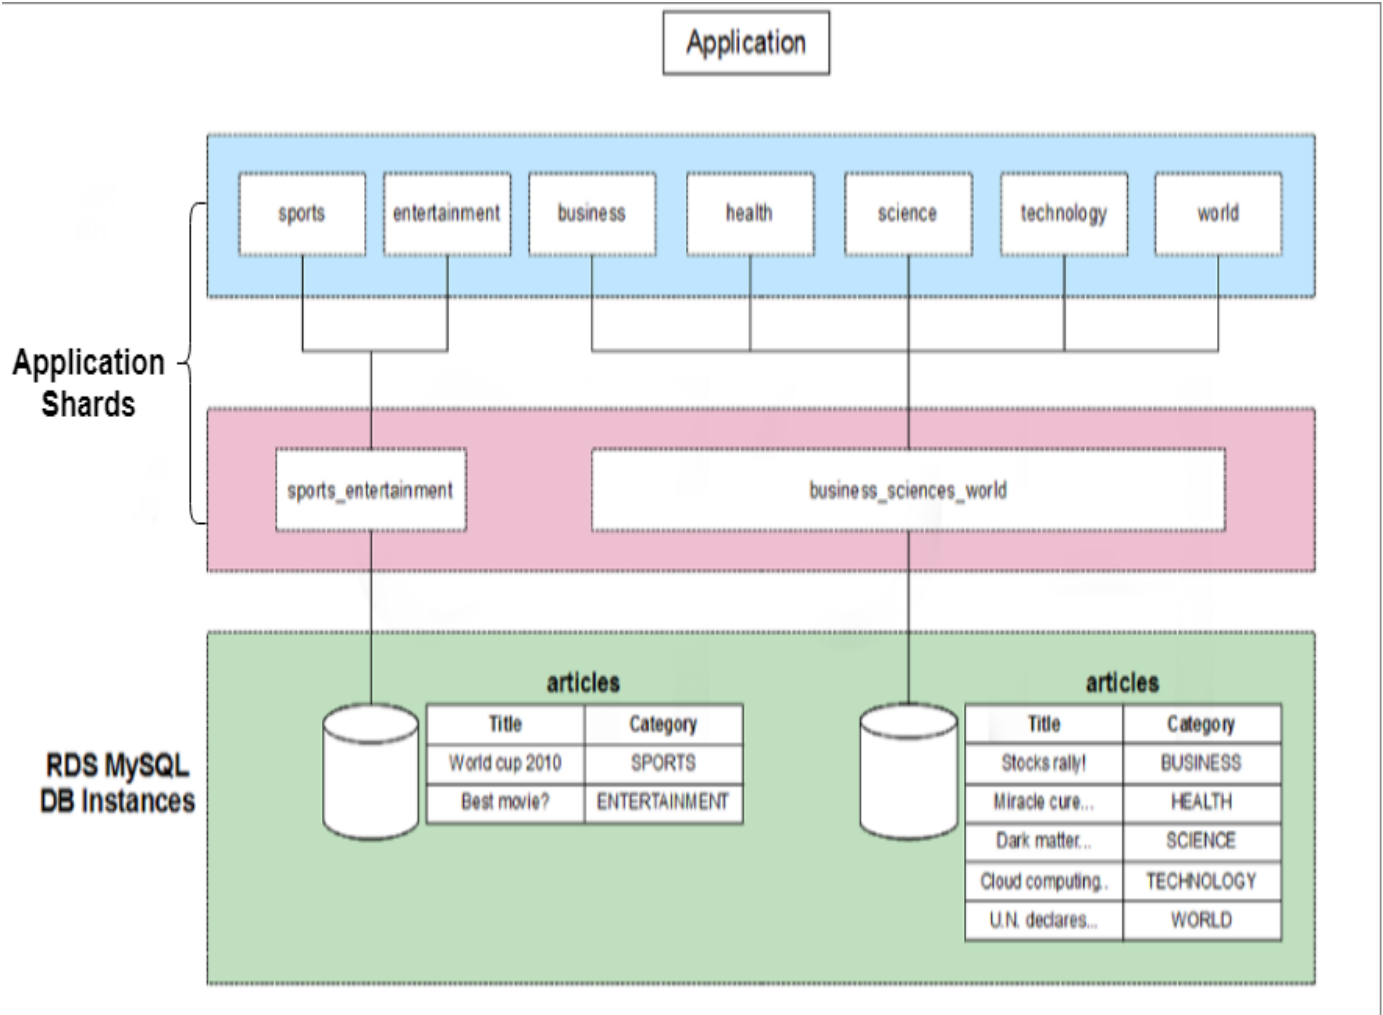 Application
sports entertainment business health science technology world
Application
Shards
sports_entertainment business_sciences_world
articles articles
Title Category Title Category
World cup 2010 SPORTS Stocks rally! BUSINESS
RDS MySQL
DB Instances
Best movie? ENTERTAINMENT Miracle cure... HEALTH
Dark matter... SCIENCE
Cloud computing.. TECHNOLOGY
U.N. declares... WORLD